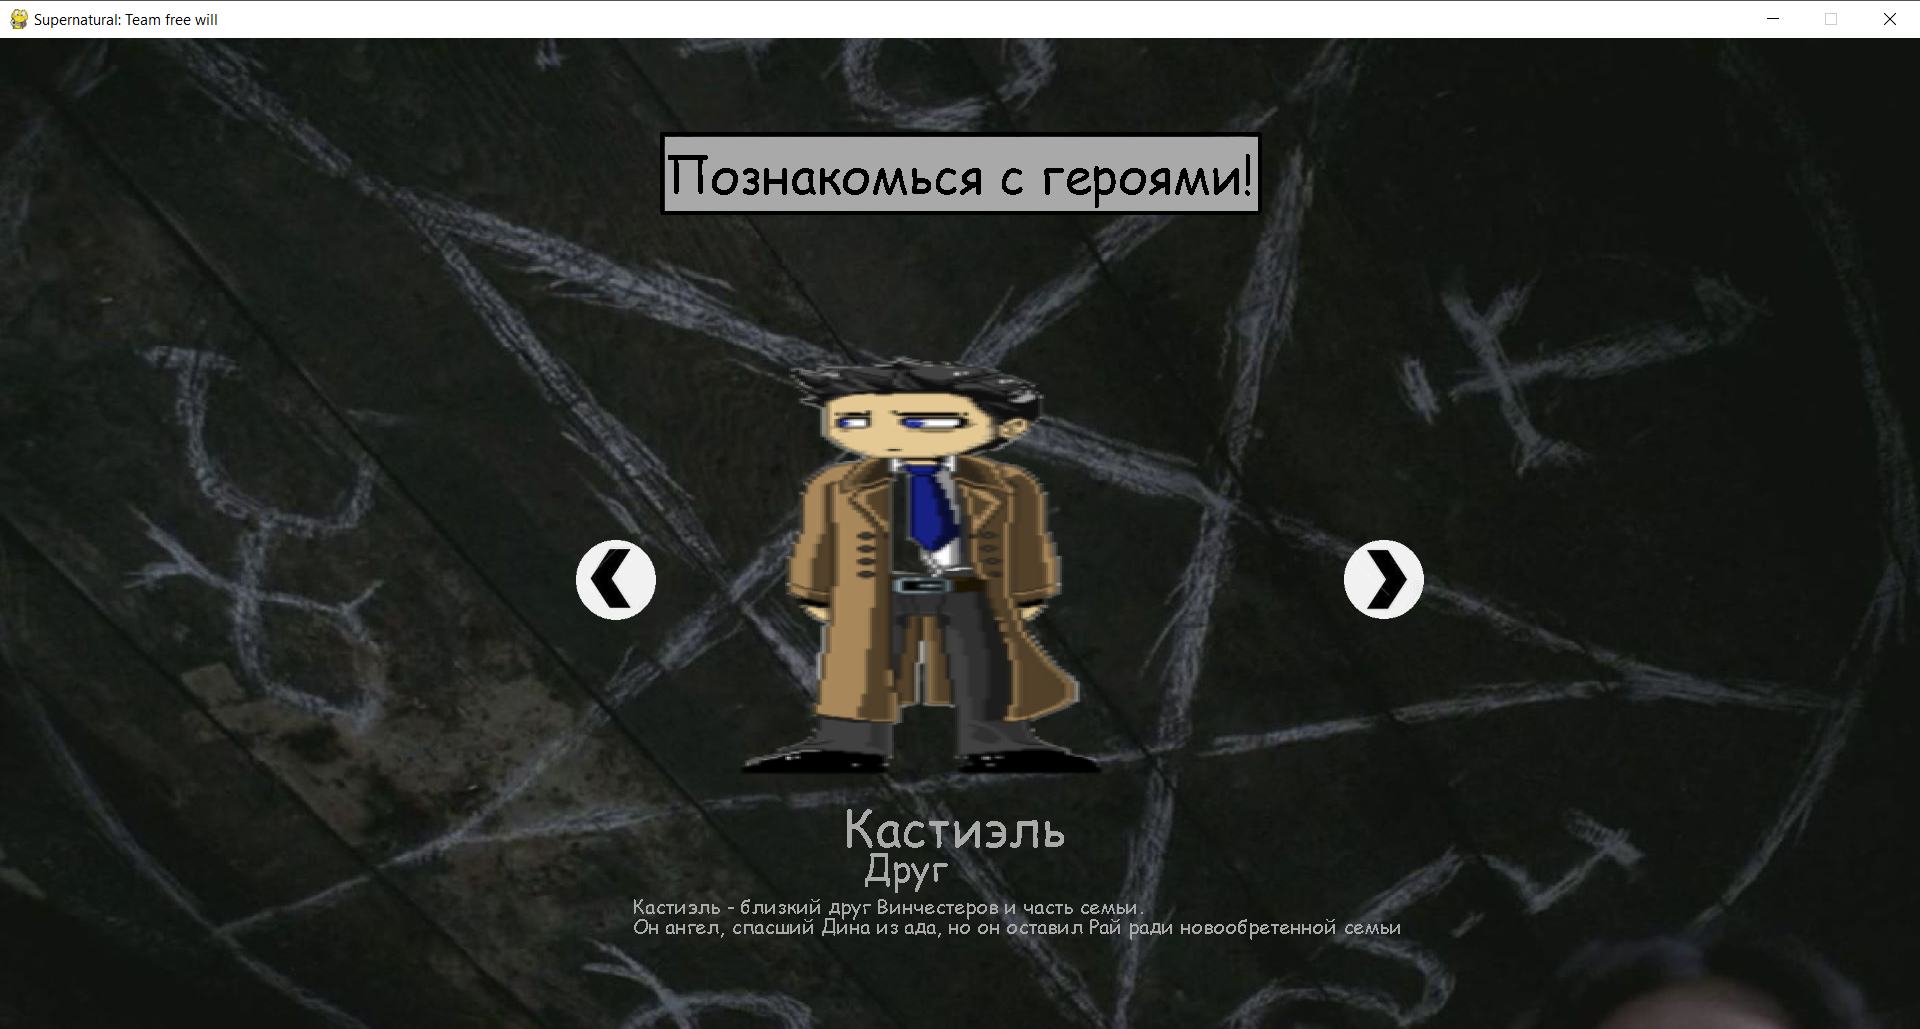 Supernatural: Team free will
Познакомься с героями!
Кастиэль
Друг
Кастиэль - близкий друг Винчестеров и часть семьи.
Он ангел, спасший Дина из ада, но он оставил Рай ради новообретенной семьи